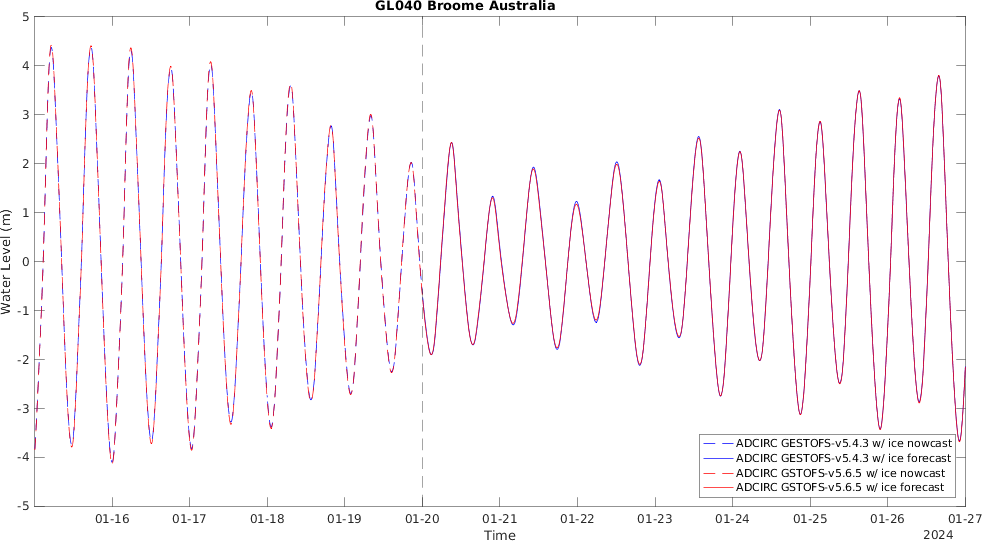 GL040 Broome Australia
5
4
3
2
1
0
-1
-2
-3
-4
-5
Water Level (m)
ADCIRC GESTOFS-v5.4.3 w/ ice nowcast
ADCIRC GESTOFS-v5.4.3 w/ ice forecast
ADCIRC GSTOFS-v5.6.5 w/ ice nowcast
ADCIRC GSTOFS-v5.6.5 w/ ice forecast
01-16 01-17 01-18 01-19 01-20 01-21 01-22 01-23 01-24 01-25 01-26 01-27
Time
2024